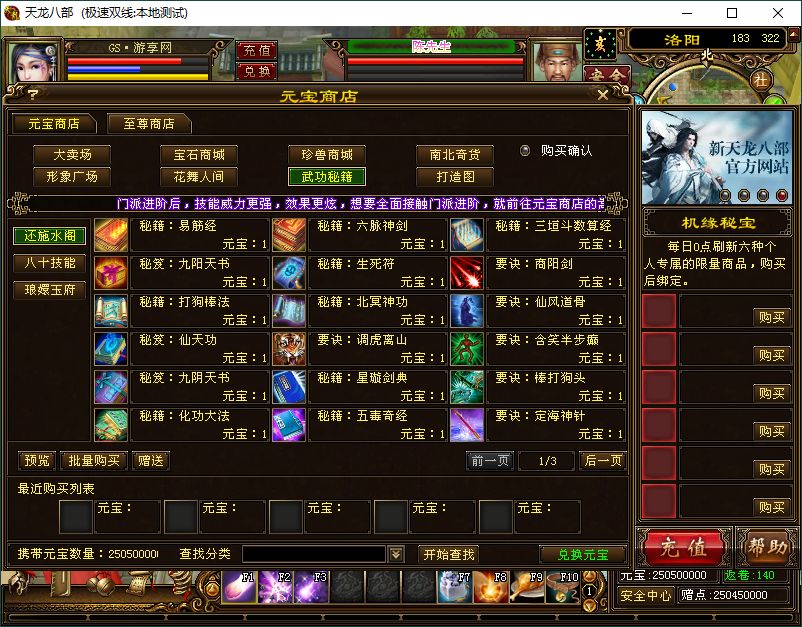 天龙八部 (极速双线:本地测试)
GS·游享网
充值
兑换
陈先生
安全
亥
洛阳 183 322
北
社
?
元宝商店
元宝商店 至尊商店
大卖场 宝石商城 珍兽商城 南北奇货 购买确认
形象广场 花舞人间 武功秘籍 打造图
门派进阶后，技能威力更强，效果更炫，想要全面接触门派进阶，就前往元宝商店的
还施水阁
八十技能
琅嬛玉府
秘籍：易筋经
元宝：1
秘籍：六脉神剑
元宝：1
秘籍：三垣斗数算经
元宝：1
秘笈：九阳天书
元宝：1
秘笈：生死符
元宝：1
要诀：商阳剑
元宝：1
秘籍：打狗棒法
元宝：1
秘籍：北冥神功
元宝：1
要诀：仙风道骨
元宝：1
秘笈：仙天功
元宝：1
要诀：调虎离山
元宝：1
要诀：含笑半步癫
元宝：1
秘笈：九阴天书
元宝：1
秘籍：星璇剑典
元宝：1
要诀：棒打狗头
元宝：1
秘籍：化功大法
元宝：1
秘籍：五毒奇经
元宝：1
要诀：定海神针
元宝：1
预览 批量购买 赠送 前一页 1/3 后一页
最近购买列表
元宝： 元宝： 元宝： 元宝： 元宝：
携带元宝数量：25050000 查找分类 开始查找 兑换元宝
新天龙八部
官方网站
机缘秘宝
每日0点刷新六种个
人专属的限量商品，购买
后绑定。
购买
购买
购买
购买
购买
购买
充值 帮助
元宝:250500000 返卷:140
安全中心 赠点:250450000
F1 F2 F3 F7 F8 F9 F10 1